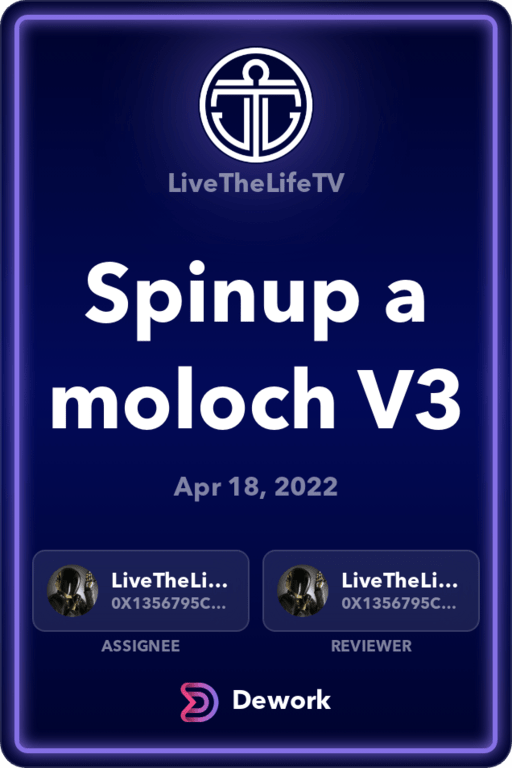 LiveTheLifeTV
Spinup a
moloch V3
Apr 18, 2022
LiveTheLi...
0X1356795C...
LiveTheLi...
0X1356795C...
ASSIGNEE
REVIEWER
Dework